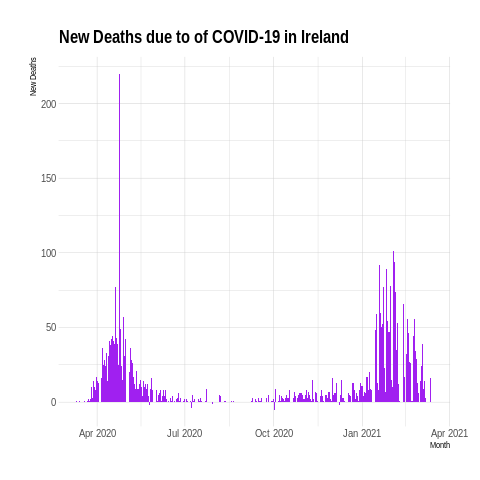 New Deaths due to of COVID-19 in Ireland
New Deaths
200
150
100
50
0
Apr 2020
Jul 2020
Oct 2020
Jan 2021
Apr 2021
Month